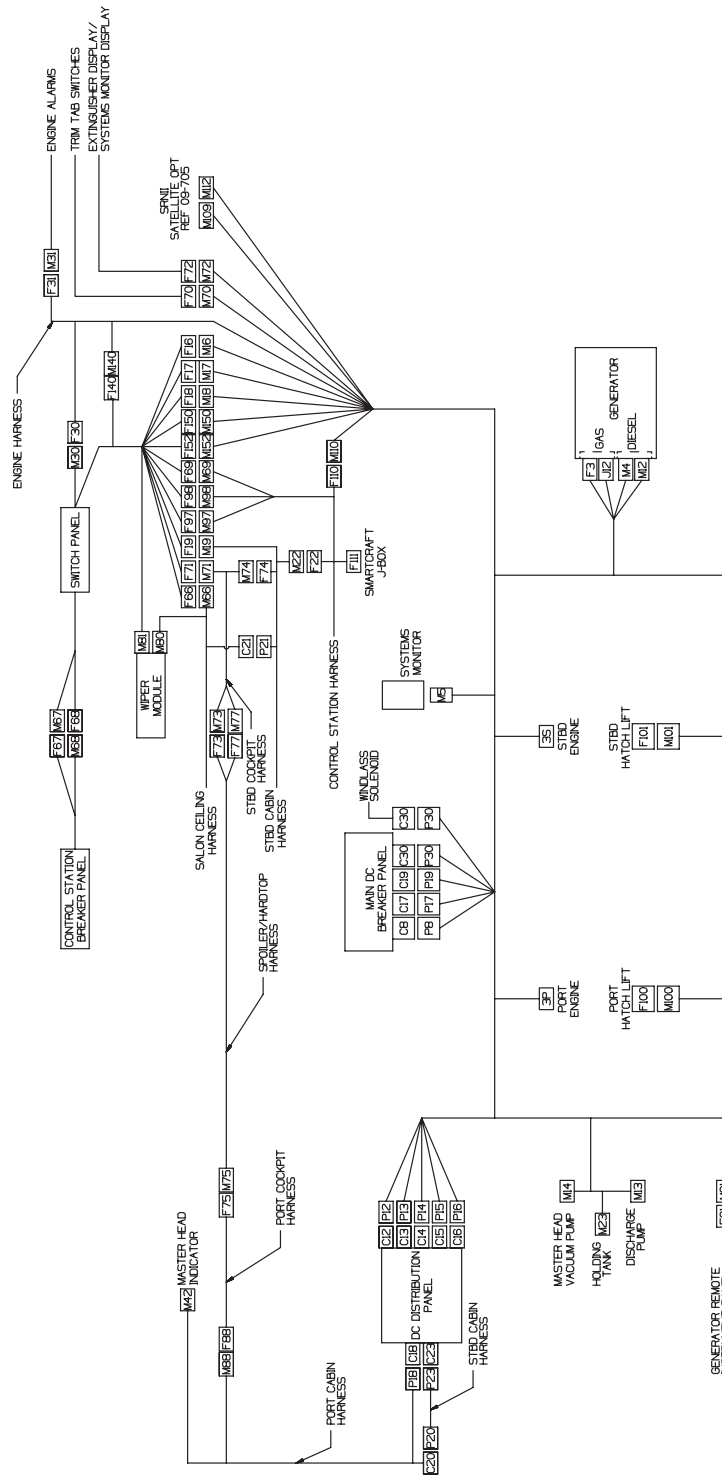 ENGINE HARNESS
F31 M31
ENGINE ALARMS
TRIM TAB SWITCHES
EXTINGUISHER DISPLAY/
SYSTEMS MONITOR DISPLAY
CONTROL STATION
BREAKER PANEL
F67 M67
M68 F68
SWITCH PANEL
M30 F30
F140 M140
WIPER
MODULE
M81
M80
F66 F71 F19 F97 F98 F69 F152 F150 F18 F17 F16
M66 M71 M19 M97 M98 M69 M152 M150 M18 M17 M16
F70 F72
M70 M72
SRNII
SATELLITE OPT
REF 09-705
M109 M112
M42
MASTER HEAD
INDICATOR
M88 F88
F75 M75
PORT COCKPIT
HARNESS
SPOILER/HARDTOP
HARNESS
F73 M73
F77 M77
SALON CEILING
HARNESS
STBD COCKPIT
HARNESS
STBD CABIN
HARNESS
C21
P21
M74
F74
M22
F22
F110 M110
F111
SMARTCRAFT
J-BOX
CONTROL STATION HARNESS
PORT CABIN
HARNESS
C20 P20
P18 C18
P23 C23
STBD CABIN
HARNESS
DC DISTRIBUTION
PANEL
C12 P12
C13 P13
C14 P14
C15 P15
C16 P16
MAIN DC
BREAKER PANEL
C8 C17 C19 C30
P8 P17 P19 P30
WINDLASS
SOLENOID
C30
P30
SYSTEMS
MONITOR
M5
GENERATOR
GAS
DIESEL
F3
J12
M4
M12
MASTER HEAD
VACUUM PUMP
M14
HOLDING
TANK
M23
DISCHARGE
PUMP
M13
3P
PORT
ENGINE
3S
STBD
ENGINE
PORT
HATCH LIFT
F100
M100
STBD
HATCH LIFT
F101
M101
GENERATOR REMOTE